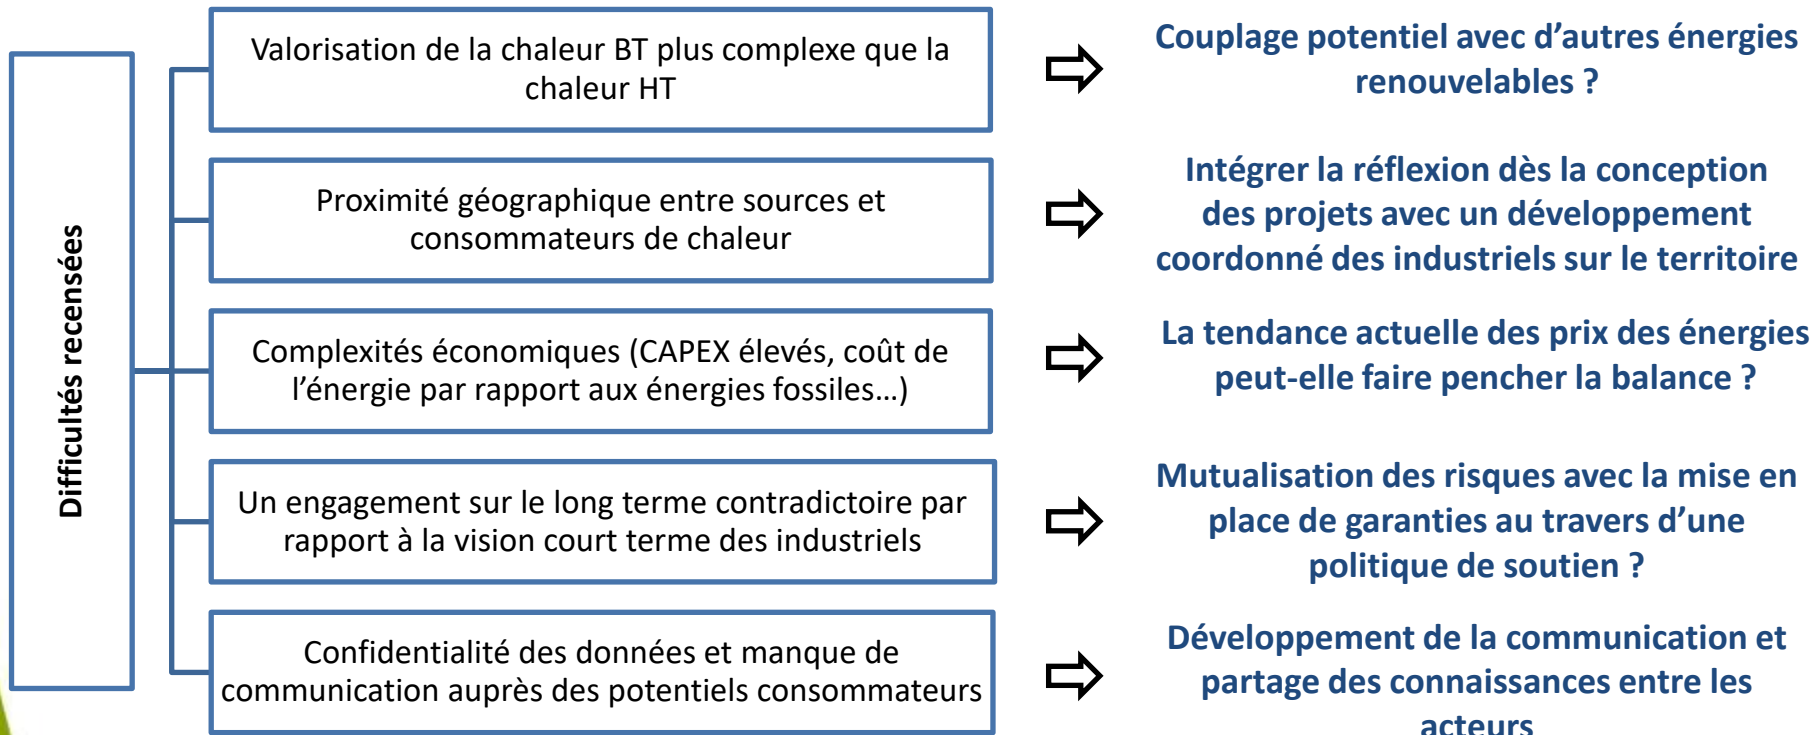 Difficultés recensées
Valorisation de la chaleur BT plus complexe que la
chaleur HT
Couplage potentiel avec d’autres énergies
renouvelables ?
Proximité géographique entre sources et
consommateurs de chaleur
Intégrer la réflexion dès la conception
des projets avec un développement
coordonné des industriels sur le territoire
Complexités économiques (CAPEX élevés, coût de
l’énergie par rapport aux énergies fossiles…)
La tendance actuelle des prix des énergies
peut-elle faire pencher la balance ?
Un engagement sur le long terme contradictoire par
rapport à la vision court terme des industriels
Mutualisation des risques avec la mise en
place de garanties au travers d’une
politique de soutien ?
Confidentialité des données et manque de
communication auprès des potentiels consommateurs
Développement de la communication et
partage des connaissances entre les
acteurs